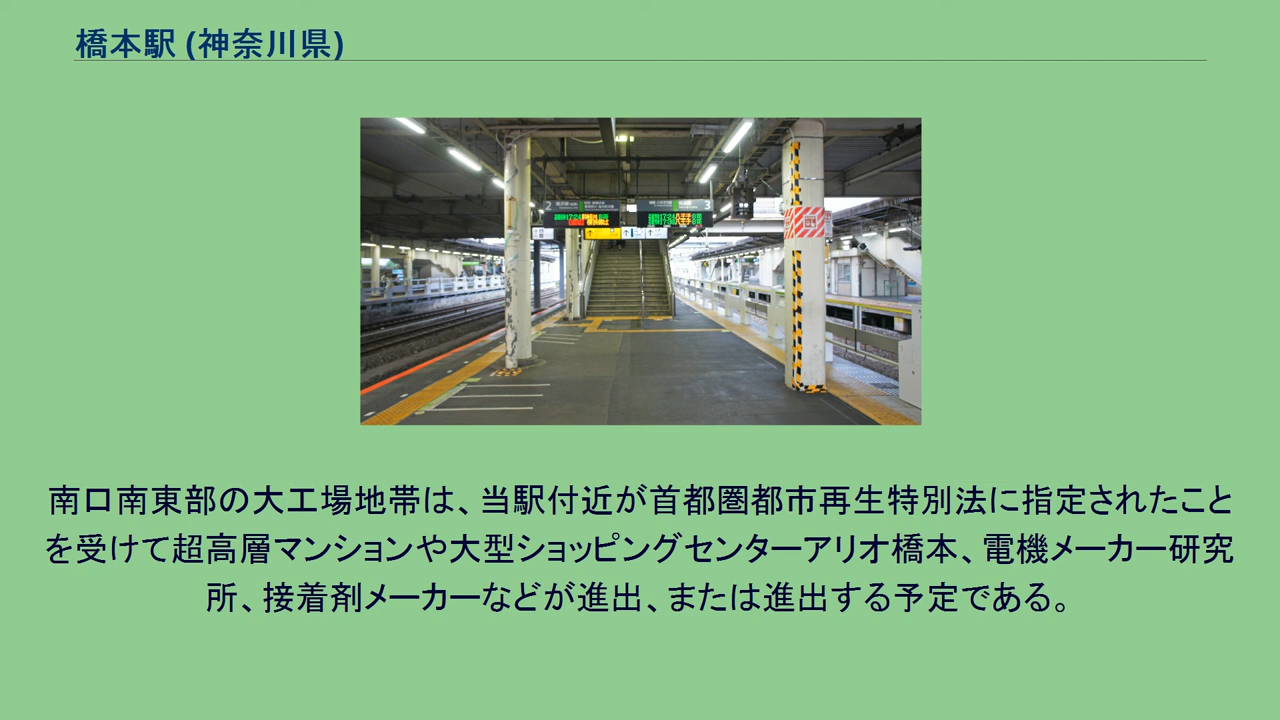 橋本駅 (神奈川県)
2
3
南口南東部の大工場地帯は、当駅付近が首都圏都市再生特別法に指定されたこと
を受けて超高層マンションや大型ショッピングセンターアリオ橋本、電機メーカー研究
所、接着剤メーカーなどが進出、または進出する予定である。